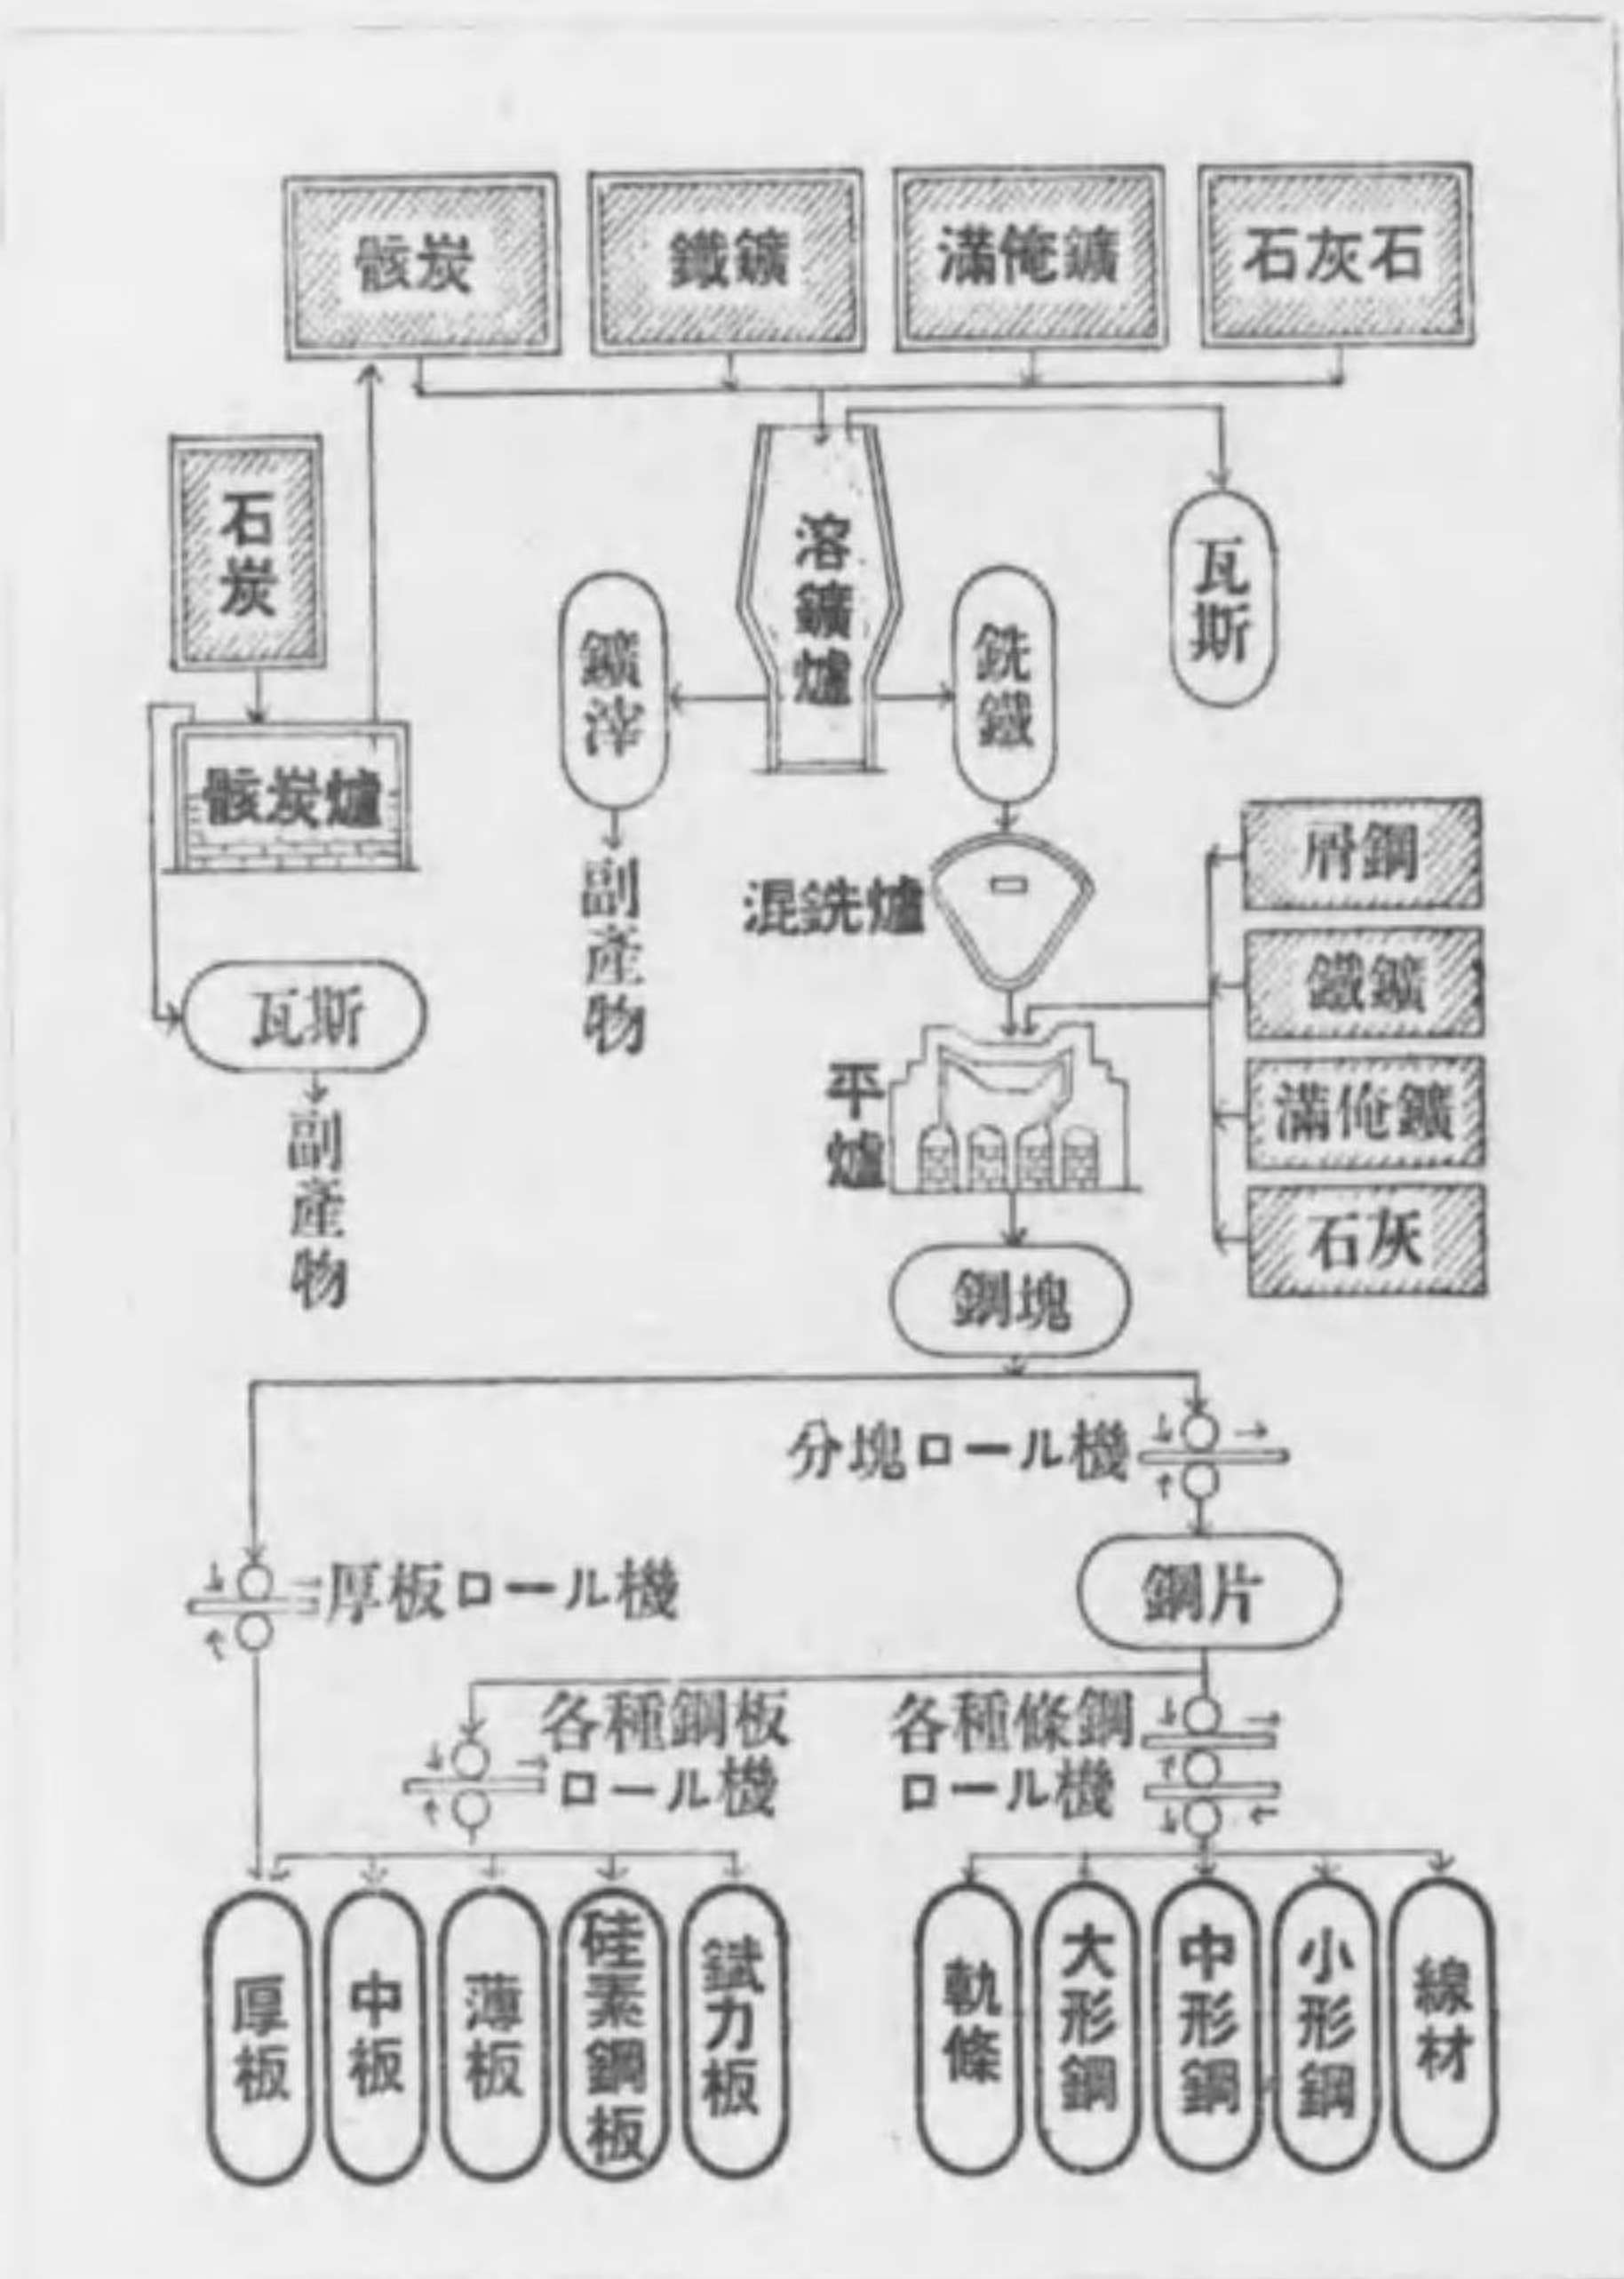 骸炭
鐵鑛
滿俺鑛
石灰石
石炭
溶鑛爐
瓦斯
鑛滓
銑鐵
骸炭爐
屑鋼
副產物
混銑爐
鐵鑛
瓦斯
平爐
滿俺鑛
副產物
石灰
鋼塊
分塊ロール機
厚板ロール機
鋼片
各種鋼板
ロール機
各種條鋼
ロール機
厚板
中板
薄板
硅素鋼板
錻力板
軌條
大形鋼
中形鋼
小形鋼
線材